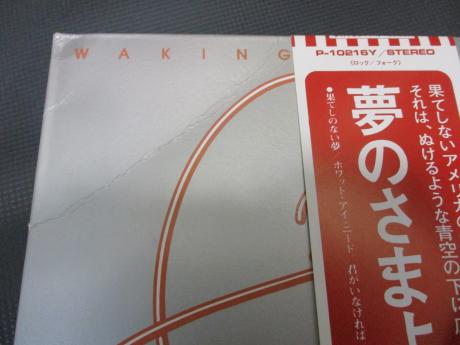 WAKING
P-10216Y/STEREO
(ロック/フォーク)
果てしないアメリカの
それは、ぬけるような青空の下に広
夢のさまよ
●果てしのない夢/ホワット・アイ・ニード 君がいなければ